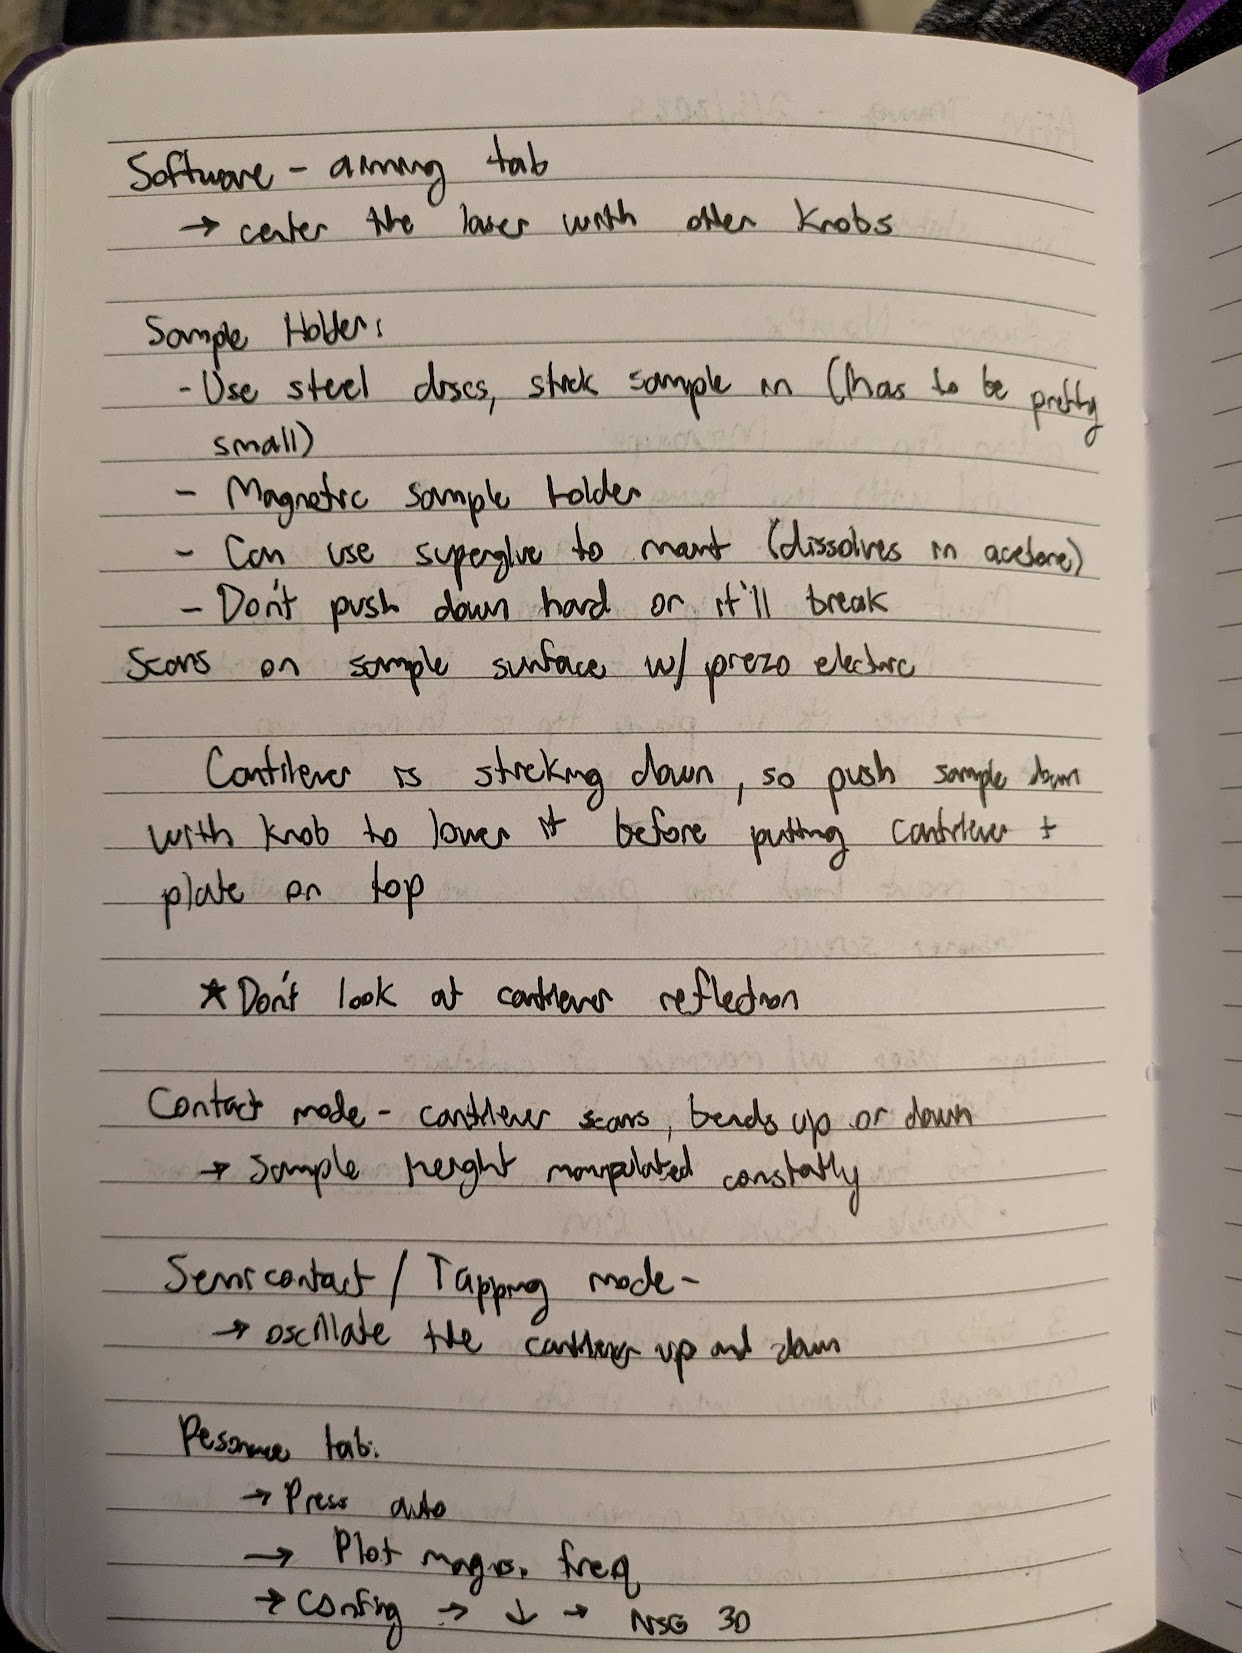 Software - aiming tab
→ center the laser with other knobs
Sample Holder:
- Use steel discs, stick sample in (has to be pretty
small)
- Magnetic sample holder
- Can use superglue to mount (dissolves in acetone)
- Don't push down hard or it'll break
Scans on sample surface w/ piezo electric
Cantilever is sticking down, so push sample down
with knob to lower it before putting cantilever +
plate on top
★ Don't look at cantilever reflection
Contact mode - cantilever scans, bends up or down
→ sample height manipulated constatly
Semicontact / Tapping mode -
→ oscillate the cantilever up and down
Resonance tab:
→ Press auto
→ Plot mag vs. freq
→ Config → ↓ → NSG 30